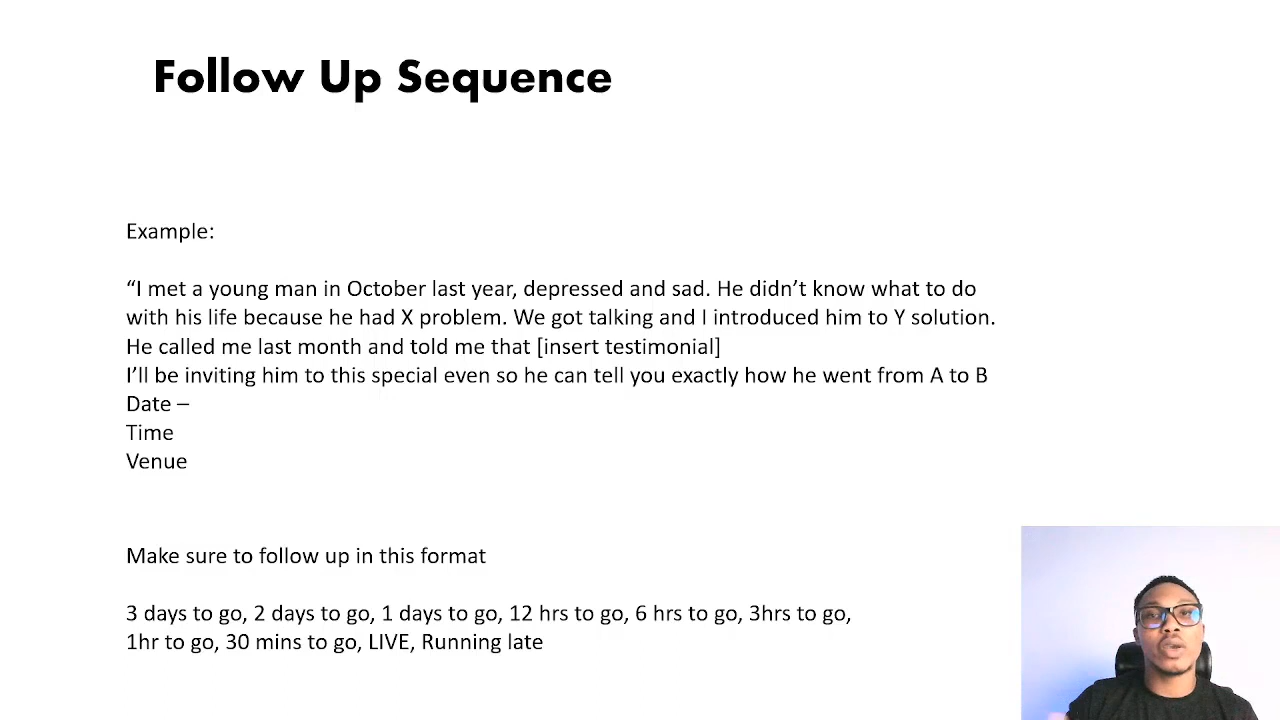 Follow Up Sequence
Example:
“I met a young man in October last year, depressed and sad. He didn’t know what to do
with his life because he had X problem. We got talking and I introduced him to Y solution.
He called me last month and told me that [insert testimonial]
I’ll be inviting him to this special even so he can tell you exactly how he went from A to B
Date –
Time
Venue
Make sure to follow up in this format
3 days to go, 2 days to go, 1 days to go, 12 hrs to go, 6 hrs to go, 3hrs to go,
1hr to go, 30 mins to go, LIVE, Running late